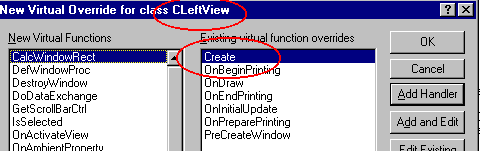 New Virtual Override for class CLeftView
New Virtual Functions
Existing virtual function overrides
CalcWindowRect
DefWindowProc
DestroyWindow
DoDataExchange
GetScrollBarCtrl
IsSelected
OnActivateView
OnAmbientProperty
Create
OnBeginPrinting
OnDraw
OnEndPrinting
OnInitialUpdate
OnPreparePrinting
PreCreateWindow
OK
Cancel
Add Handler
Add and Edit
Edit Existing